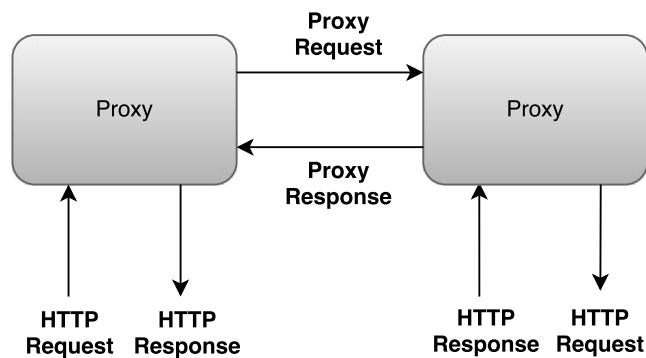 Proxy
Request
Proxy
Proxy
Proxy
Response
HTTP
Request
HTTP
Response
HTTP
Response
HTTP
Request